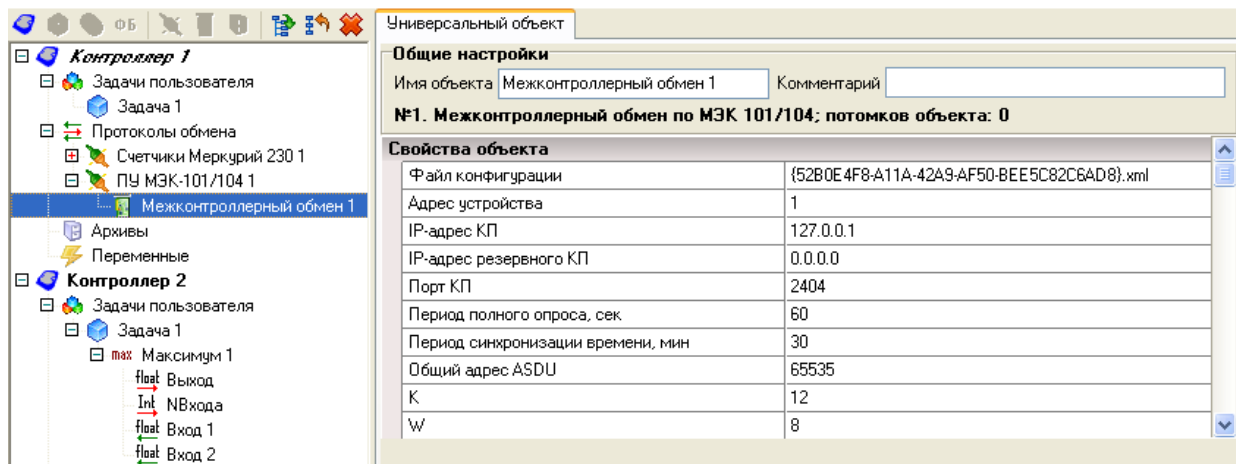 ФБ
Контроллер 1
Задачи пользователя
Задача 1
Протоколы обмена
Счетчики Меркурий 230 1
ПУ МЭК-101/104 1
Межконтроллерный обмен 1
Архивы
Переменные
Контроллер 2
Задачи пользователя
Задача 1
max Максимум 1
float Выход
Int NВхода
float Вход 1
float Вход 2
Универсальный объект
Общие настройки
Имя объекта Межконтроллерный обмен 1 Комментарий
№1. Межконтроллерный обмен по МЭК 101/104; потомков объекта: 0
Свойства объекта
Файл конфигурации {52B0E4F8-A11A-42A9-AF50-BEE5C82C6AD8}.xml
Адрес устройства 1
IP-адрес КП 127.0.0.1
IP-адрес резервного КП 0.0.0.0
Порт КП 2404
Период полного опроса, сек 60
Период синхронизации времени, мин 30
Общий адрес ASDU 65535
K 12
W 8